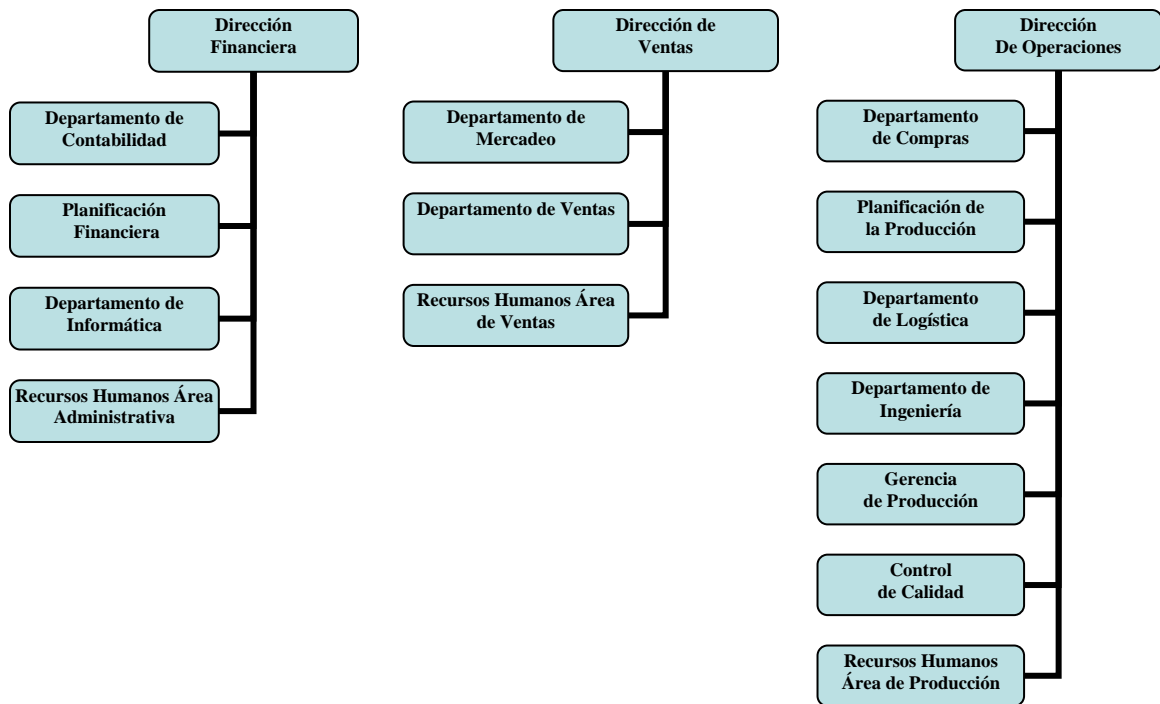 Dirección
Financiera
Departamento de
Contabilidad
Planificación
Financiera
Departamento de
Informática
Recursos Humanos Área
Administrativa
Dirección de
Ventas
Departamento de
Mercadeo
Departamento de Ventas
Recursos Humanos Área
de Ventas
Dirección
De Operaciones
Departamento
de Compras
Planificación de
la Producción
Departamento
de Logística
Departamento de
Ingeniería
Gerencia
de Producción
Control
de Calidad
Recursos Humanos
Área de Producción